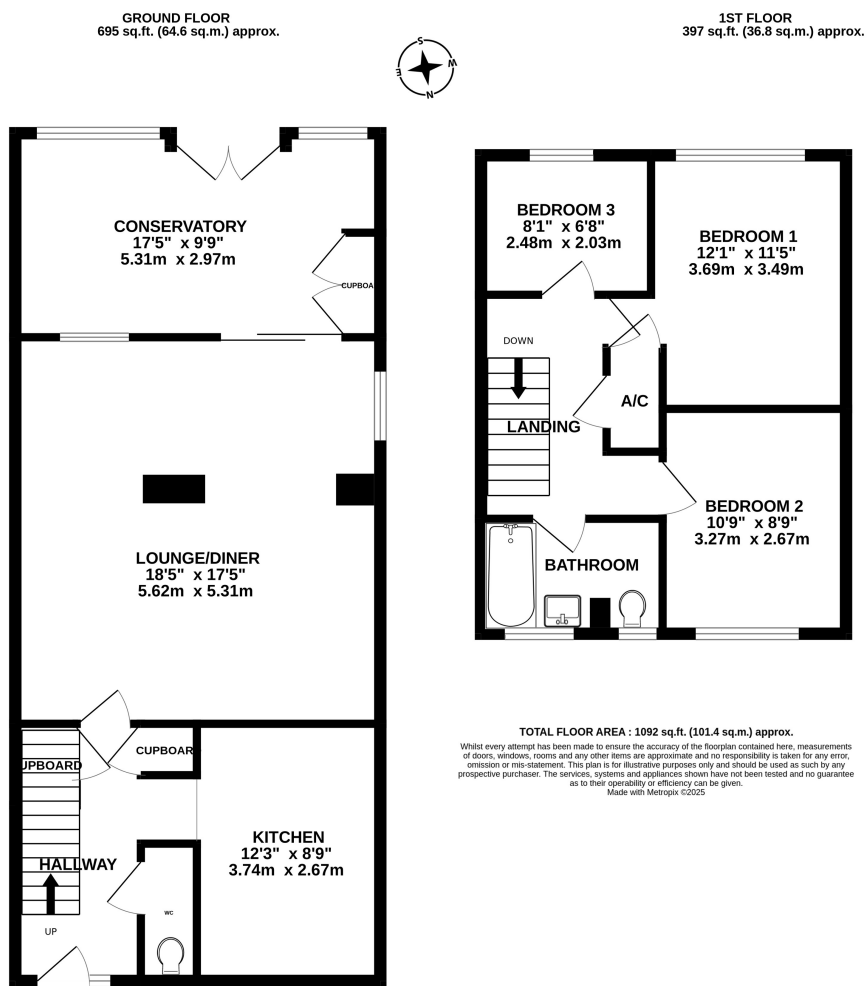 GROUND FLOOR
695 sq.ft. (64.6 sq.m.) approx.
1ST FLOOR
397 sq.ft. (36.8 sq.m.) approx.
S
W
E
N
CONSERVATORY
17'5" x 9'9"
5.31m x 2.97m
CUPBOA
LOUNGE/DINER
18'5" x 17'5"
5.62m x 5.31m
CUPBOAR
UPBOARD
KITCHEN
12'3" x 8'9"
3.74m x 2.67m
HALLWAY
WC
UP
BEDROOM 3
8'1" x 6'8"
2.48m x 2.03m
BEDROOM 1
12'1" x 11'5"
3.69m x 3.49m
DOWN
A/C
LANDING
BEDROOM 2
10'9" x 8'9"
3.27m x 2.67m
BATHROOM
TOTAL FLOOR AREA : 1092 sq.ft. (101.4 sq.m.) approx.
Whilst every attempt has been made to ensure the accuracy of the floorplan contained here, measurements
of doors, windows, rooms and any other items are approximate and no responsibility is taken for any error,
omission or mis-statement. This plan is for illustrative purposes only and should be used as such by any
prospective purchaser. The services, systems and appliances shown have not been tested and no guarantee
as to their operability or efficiency can be given.
Made with Metropix ©2025